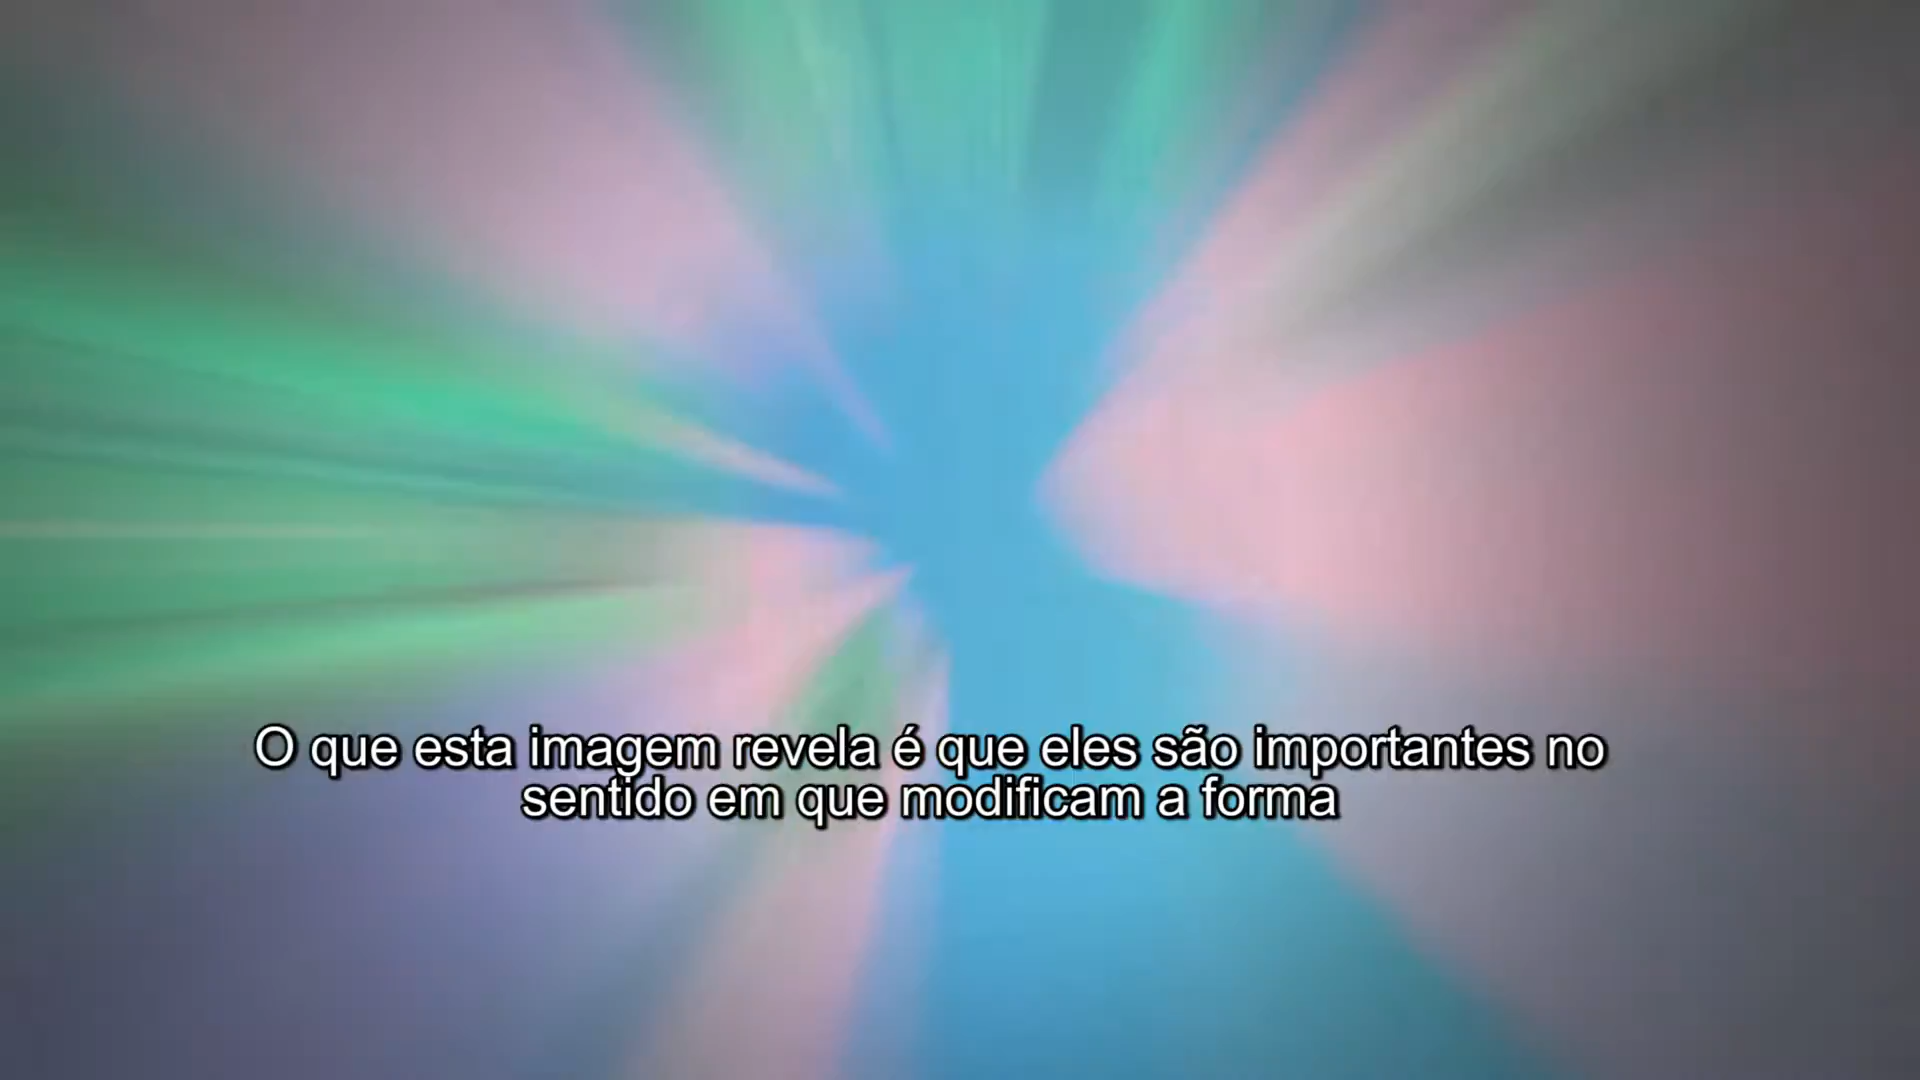 O que esta imagem revela é que eles são importantes no
sentido em que modificam a forma